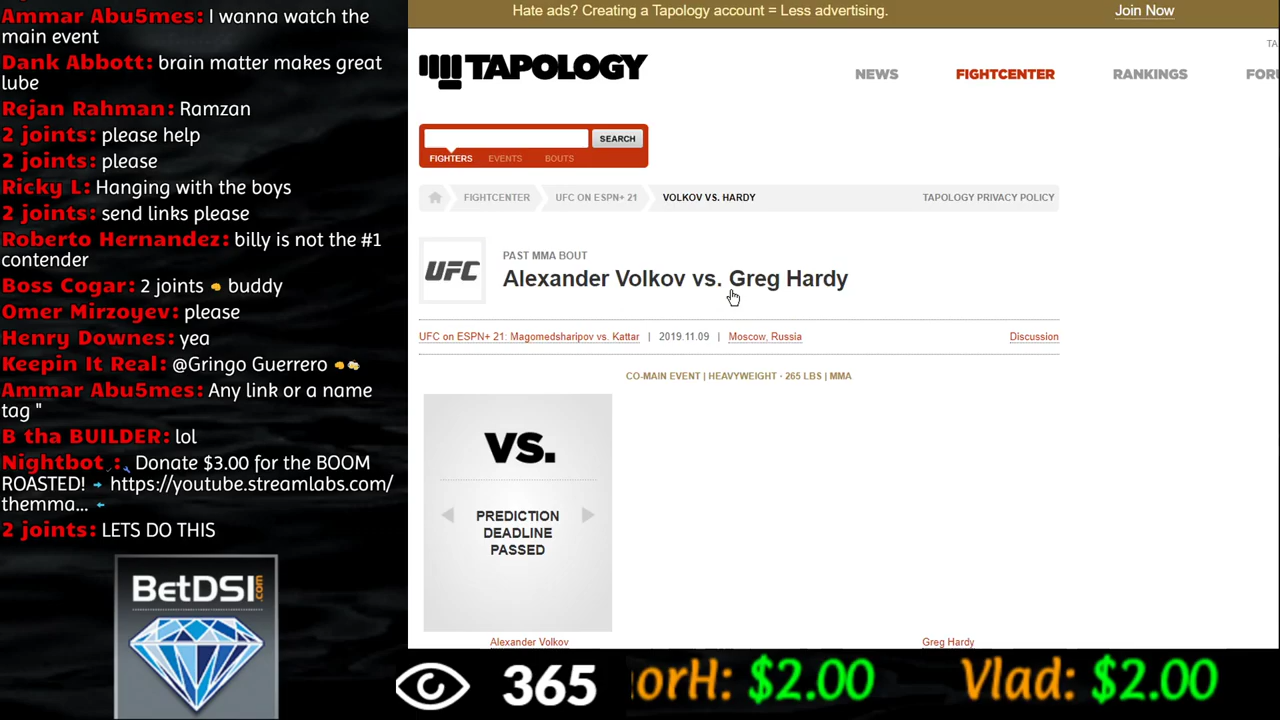 Ammar Abu5mes: I wanna watch the
main event
Dank Abbott: brain matter makes great
lube
Rejan Rahman: Ramzan
2 joints: please help
2 joints: please
Ricky L: Hanging with the boys
2 joints: send links please
Roberto Hernandez: billy is not the #1
contender
Boss Cogar: 2 joints 🤜 buddy
Omer Mirzoyev: please
Henry Downes: yea
Keepin It Real: @Gringo Guerrero 🤜🍻
Ammar Abu5mes: Any link or a name
tag "
B tha BUILDER: lol
Nightbot : Donate $3.00 for the BOOM
ROASTED! → https://youtube.streamlabs.com/
themma... ←
2 joints: LETS DO THIS
BetDSI.com
Hate ads? Creating a Tapology account = Less advertising.
Join Now
TA
TAPOLOGY
NEWS
FIGHTCENTER
RANKINGS
FORU
SEARCH
FIGHTERS
EVENTS
BOUTS
FIGHTCENTER
UFC ON ESPN+ 21
VOLKOV VS. HARDY
TAPOLOGY PRIVACY POLICY
UFC
PAST MMA BOUT
Alexander Volkov vs. Greg Hardy
UFC on ESPN+ 21: Magomedsharipov vs. Kattar | 2019.11.09 | Moscow, Russia
Discussion
CO-MAIN EVENT | HEAVYWEIGHT · 265 LBS | MMA
VS.
PREDICTION
DEADLINE
PASSED
Alexander Volkov
Greg Hardy
365
orH: $2.00
Vlad: $2.00